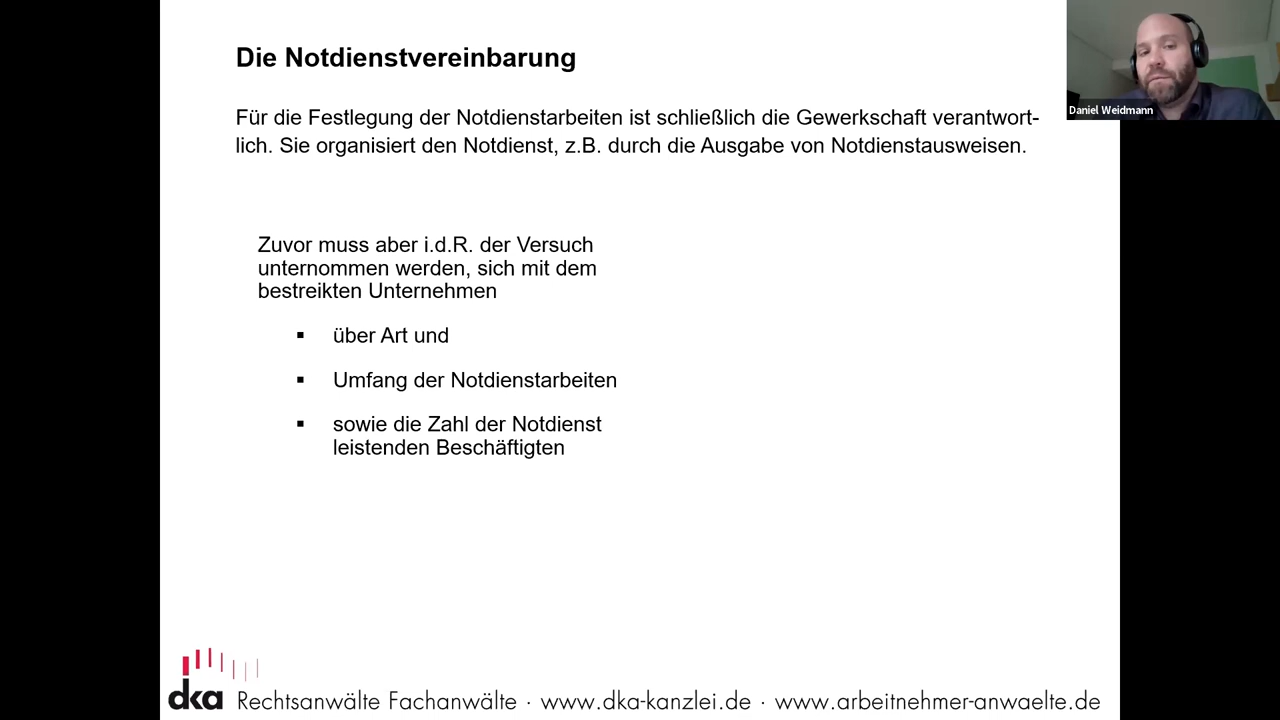 Die Notdienstvereinbarung
Für die Festlegung der Notdienstarbeiten ist schließlich die Gewerkschaft verantwort-
lich. Sie organisiert den Notdienst, z.B. durch die Ausgabe von Notdienstausweisen.
Zuvor muss aber i.d.R. der Versuch
unternommen werden, sich mit dem
bestreikten Unternehmen
▪ über Art und
▪ Umfang der Notdienstarbeiten
▪ sowie die Zahl der Notdienst
leistenden Beschäftigten
Daniel Weidmann
dka Rechtsanwälte Fachanwälte · www.dka-kanzlei.de · www.arbeitnehmer-anwaelte.de